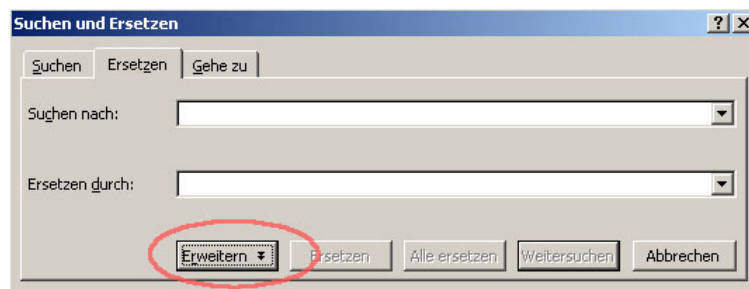 Suchen und Ersetzen
Suchen Ersetzen Gehe zu
Suchen nach:
Ersetzen durch:
Erweitern Ersetzen Alle ersetzen Weitersuchen Abbrechen